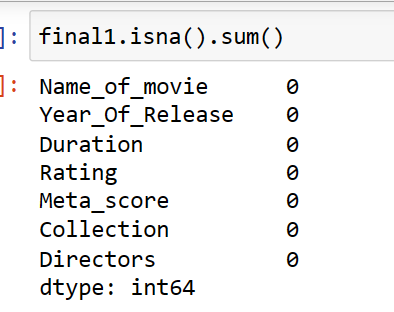 ]: final1.isna().sum()
]: Name_of_movie 0
Year_Of_Release 0
Duration 0
Rating 0
Meta_score 0
Collection 0
Directors 0
dtype: int64